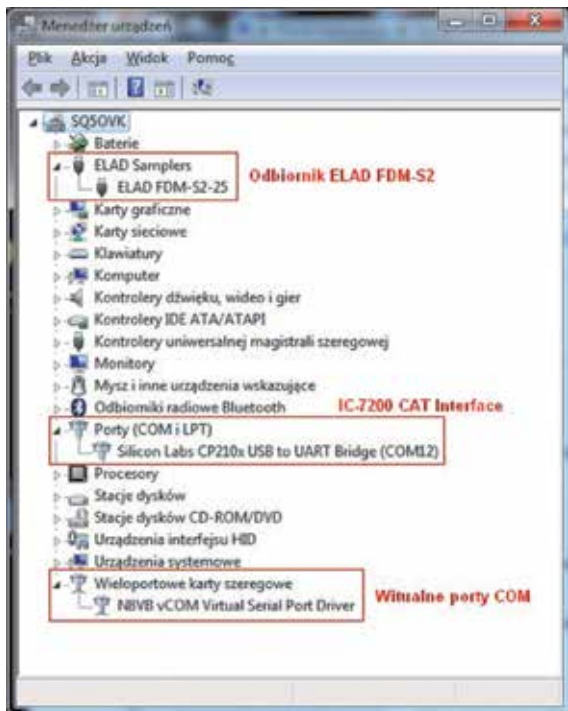 Menedżer urządzeń
Plik Akcja Widok Pomoc
SQ5OVK
Baterie
ELAD Samplers
Odbiornik ELAD FDM-S2
ELAD FDM-S2-25
Karty graficzne
Karty sieciowe
Klawiatury
Komputer
Kontrolery dźwięku, wideo i gier
Kontrolery IDE ATA/ATAPI
Kontrolery uniwersalnej magistrali szeregowej
Monitory
Mysz i inne urządzenia wskazujące
Odbiorniki radiowe Bluetooth
IC-7200 CAT Interface
Porty (COM i LPT)
Silicon Labs CP210x USB to UART Bridge (COM12)
Procesory
Stacje dysków
Stacje dysków CD-ROM/DVD
Urządzenia interfejsu HID
Urządzenia systemowe
Wieloportowe karty szeregowe
Witualne porty COM
N8VB vCOM Virtual Serial Port Driver